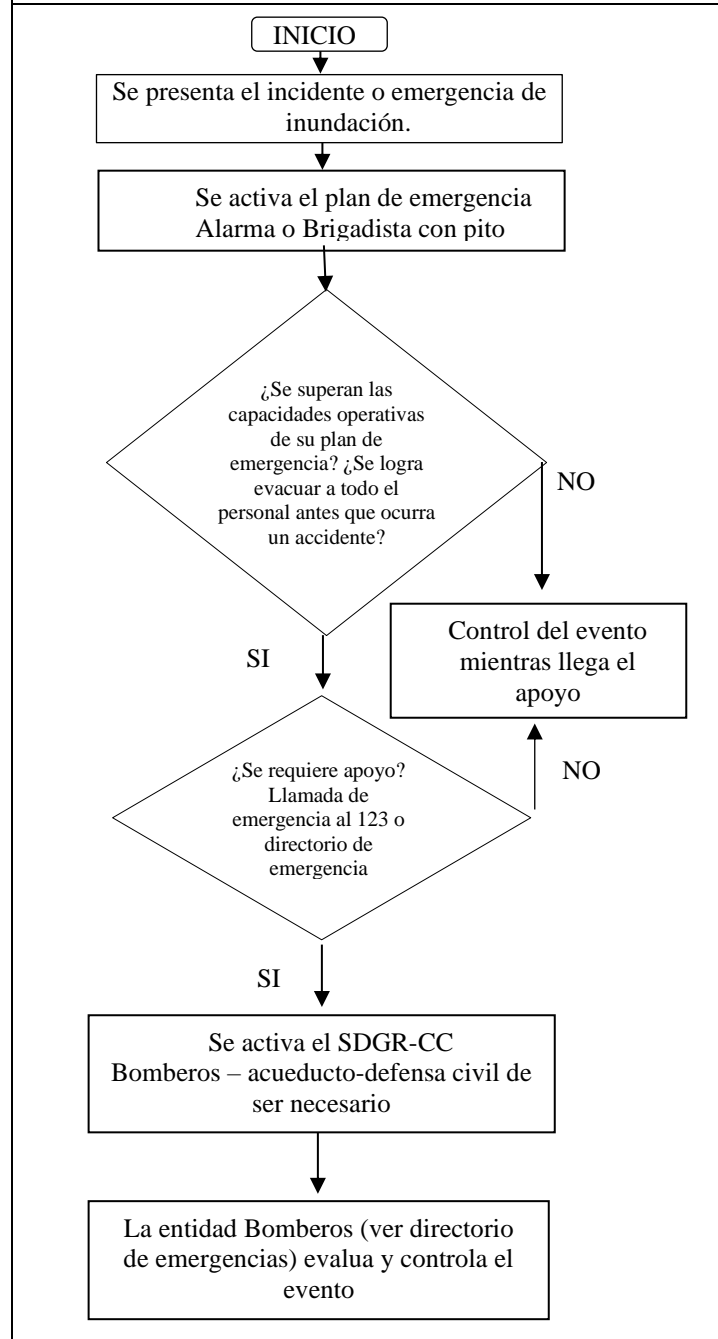 INICIO
Se presenta el incidente o emergencia de
inundación.
Se activa el plan de emergencia
Alarma o Brigadista con pito
¿Se superan las
capacidades operativas
de su plan de
emergencia? ¿Se logra
evacuar a todo el
personal antes que ocurra
un accidente?
NO
Control del evento
mientras llega el
apoyo
SI
¿Se requiere apoyo?
Llamada de
emergencia al 123 o
directorio de
emergencia
NO
SI
Se activa el SDGR-CC
Bomberos – acueducto-defensa civil de
ser necesario
La entidad Bomberos (ver directorio
de emergencias) evalua y controla el
evento